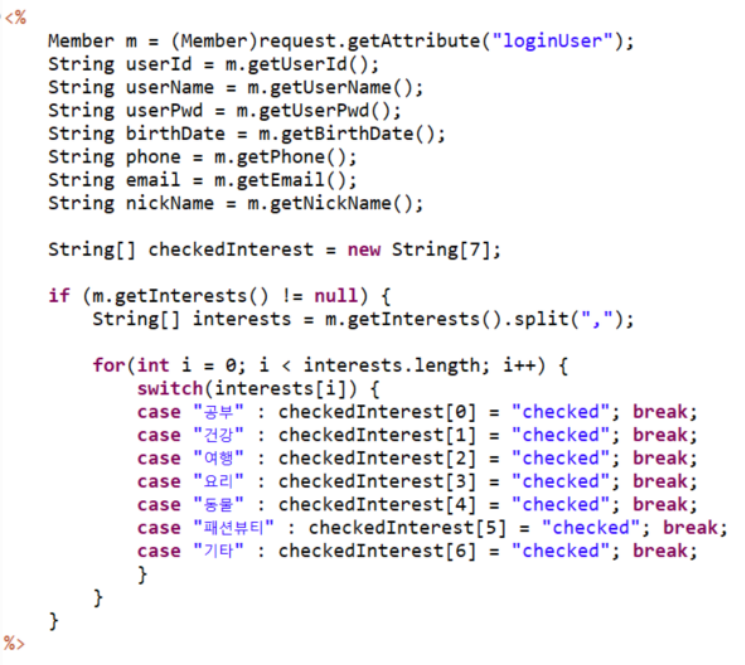 <%
Member m = (Member)request.getAttribute("loginUser");
String userId = m.getUserId();
String userName = m.getUserName();
String userPwd = m.getUserPwd();
String birthDate = m.getBirthDate();
String phone = m.getPhone();
String email = m.getEmail();
String nickName = m.getNickName();
String[] checkedInterest = new String[7];
if (m.getInterests() != null) {
String[] interests = m.getInterests().split(",");
for(int i = 0; i < interests.length; i++) {
switch(interests[i]) {
case "공부" : checkedInterest[0] = "checked"; break;
case "건강" : checkedInterest[1] = "checked"; break;
case "여행" : checkedInterest[2] = "checked"; break;
case "요리" : checkedInterest[3] = "checked"; break;
case "동물" : checkedInterest[4] = "checked"; break;
case "패션뷰티" : checkedInterest[5] = "checked"; break;
case "기타" : checkedInterest[6] = "checked"; break;
}
}
}
%>